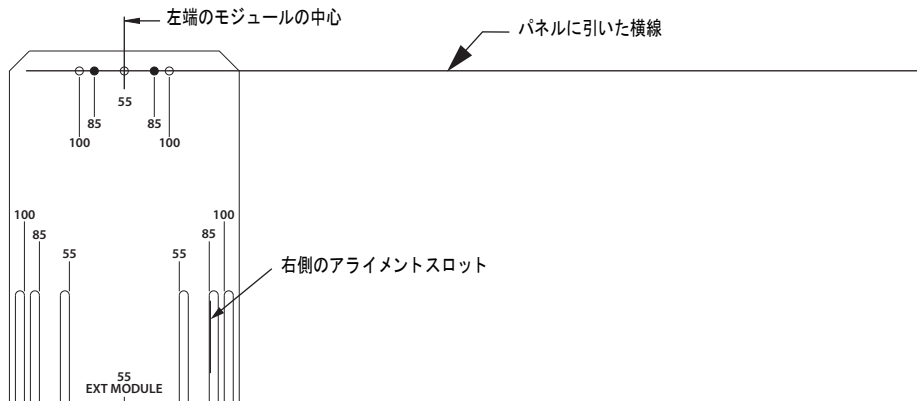 左端のモジュールの中心
パネルに引いた横線
55
85 85
100 100
100 100
85 85
55 55
右側のアライメントスロット
55
EXT MODULE